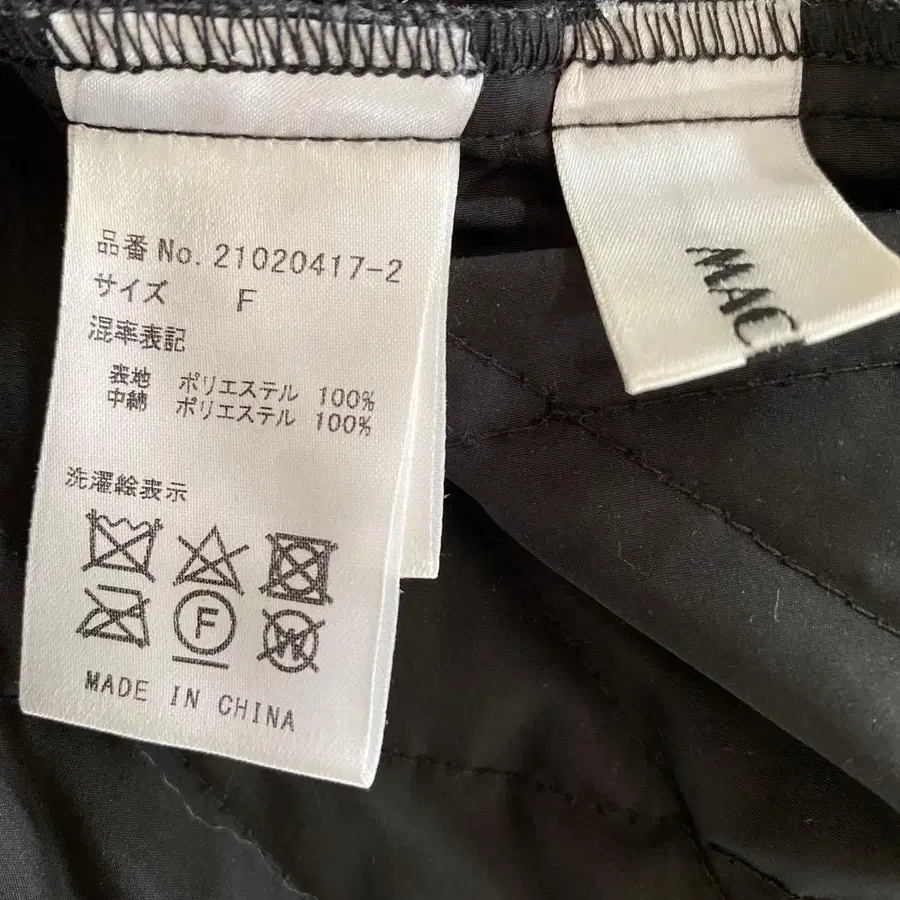 品番No. 21020417-2
サイズ F
混率表記
表地 ポリエステル 100%
中綿 ポリエステル 100%
洗濯絵表示
F
W
MADE IN CHINA
MAC